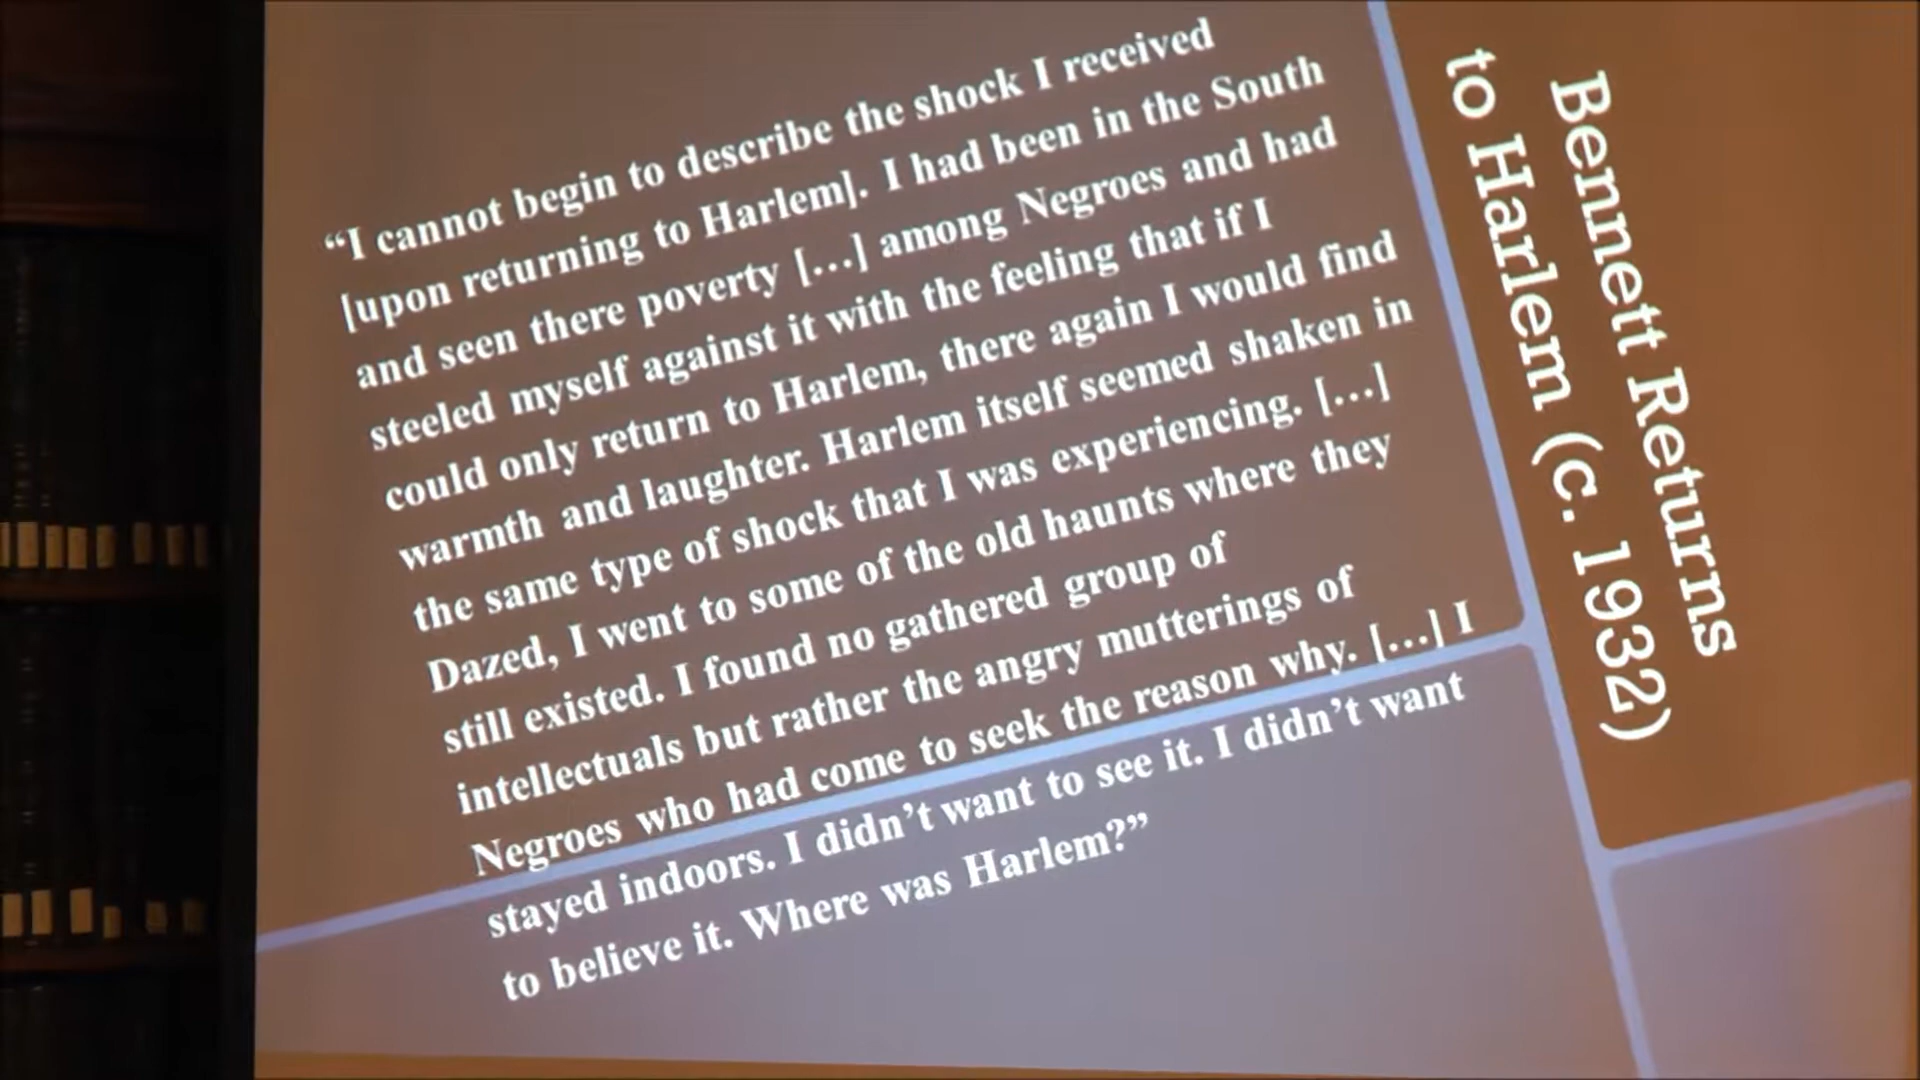 “I cannot begin to describe the shock I received
[upon returning to Harlem]. I had been in the South
and seen there poverty […] among Negroes and had
steeled myself against it with the feeling that if I
could only return to Harlem, there again I would find
warmth and laughter. Harlem itself seemed shaken in
the same type of shock that I was experiencing. […]
Dazed, I went to some of the old haunts where they
still existed. I found no gathered group of
intellectuals but rather the angry mutterings of
Negroes who had come to seek the reason why. […] I
stayed indoors. I didn’t want to see it. I didn’t want
to believe it. Where was Harlem?”
Bennett Returns
to Harlem (c. 1932)